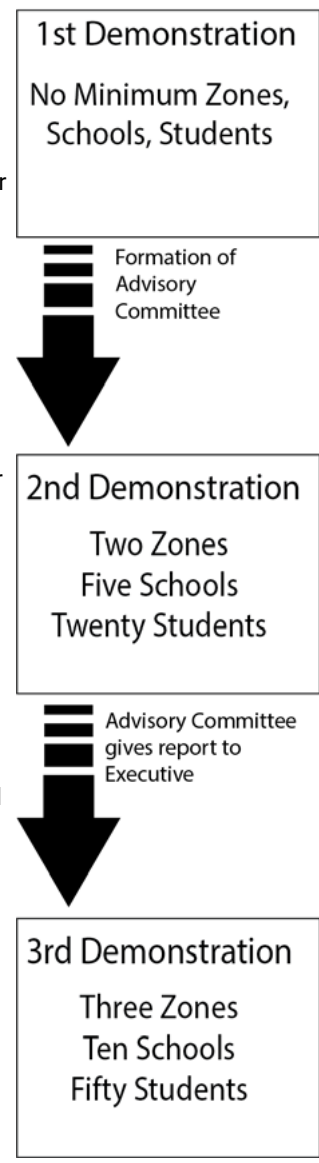 1st Demonstration
No Minimum Zones,
Schools, Students
r
Formation of
Advisory
Committee
2nd Demonstration
Two Zones
Five Schools
Twenty Students
Advisory Committee
gives report to
Executive
3rd Demonstration
Three Zones
Ten Schools
Fifty Students